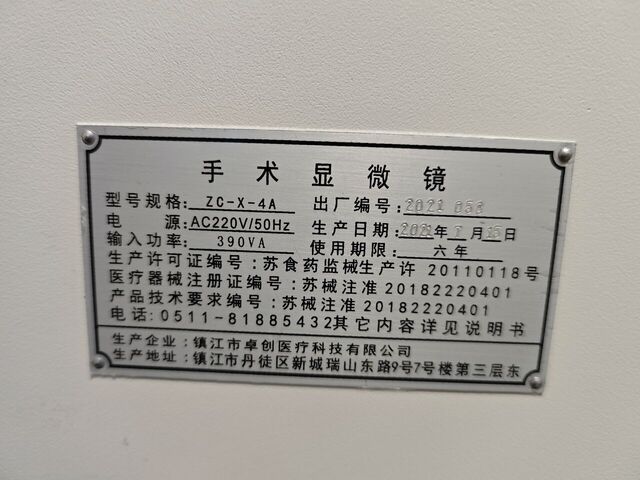 手术显微镜
型号规格: ZC-X-4A 出厂编号: 2021 058
电 源: AC220V/50Hz 生产日期: 2021年7月15日
输入功率: 390VA 使用期限: 六年
生产许可证编号: 苏食药监械生产许 20110118号
医疗器械注册证编号: 苏械注准 20182220401
产品技术要求编号: 苏械注准 20182220401
电话: 0511-81885432其它内容详见说明书
生产企业: 镇江市卓创医疗科技有限公司
生产地址: 镇江市丹徒区新城瑞山东路9号7号楼第三层东